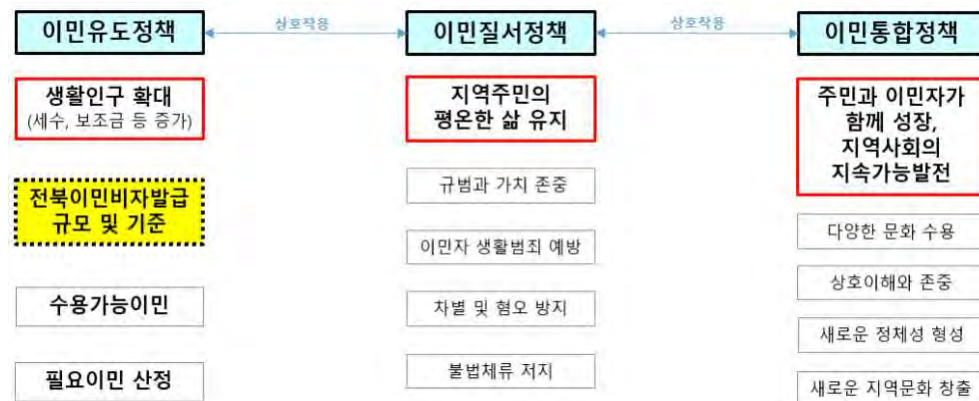 이민유도정책
상호작용
이민질서정책
상호작용
이민통합정책
생활인구 확대
(세수, 보조금 등 증가)
전북이민비자발급
규모 및 기준
수용가능이민
필요이민 산정
지역주민의
평온한 삶 유지
규범과 가치 존중
이민자 생활범죄 예방
차별 및 혐오 방지
불법체류 저지
주민과 이민자가
함께 성장,
지역사회의
지속가능발전
다양한 문화 수용
상호이해와 존중
새로운 정체성 형성
새로운 지역문화 창출